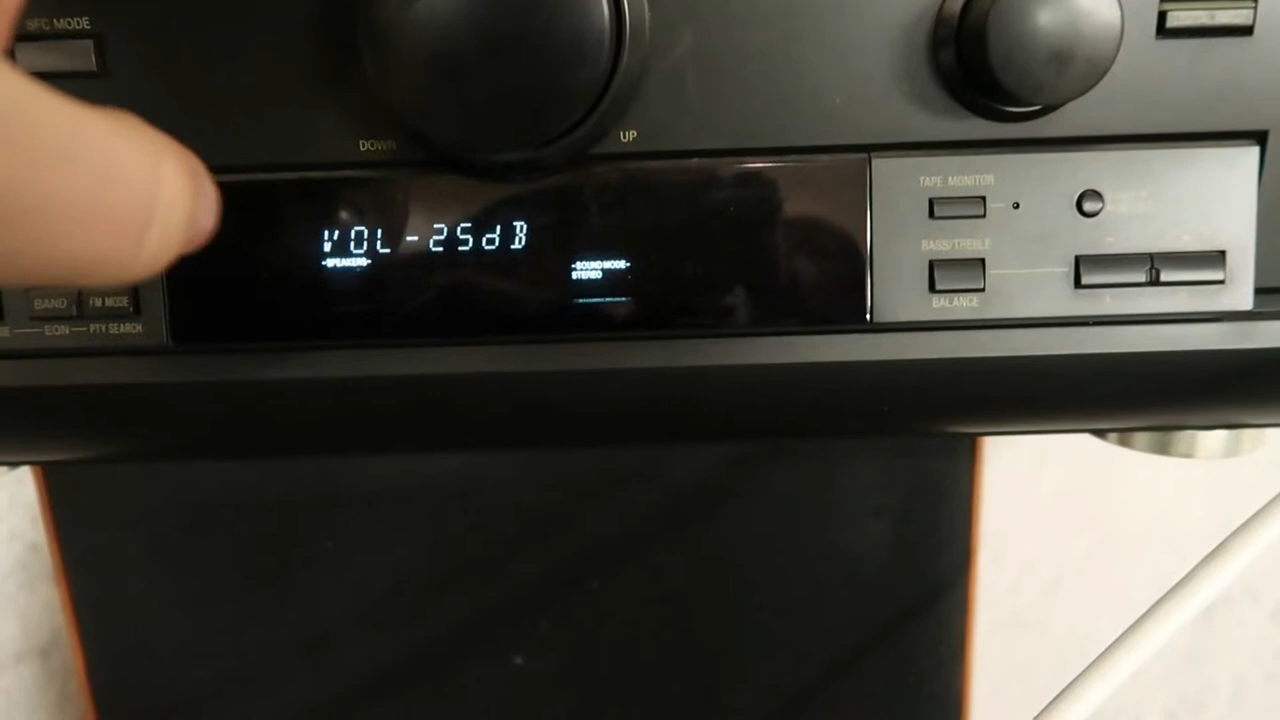 SFC MODE
DOWN
UP
VOL -25dB
-SPEAKERS-
-SOUND MODE-
STEREO
TAPE MONITOR
BASS/TREBLE
BALANCE
BAND
FM MODE
EON
PTY SEARCH